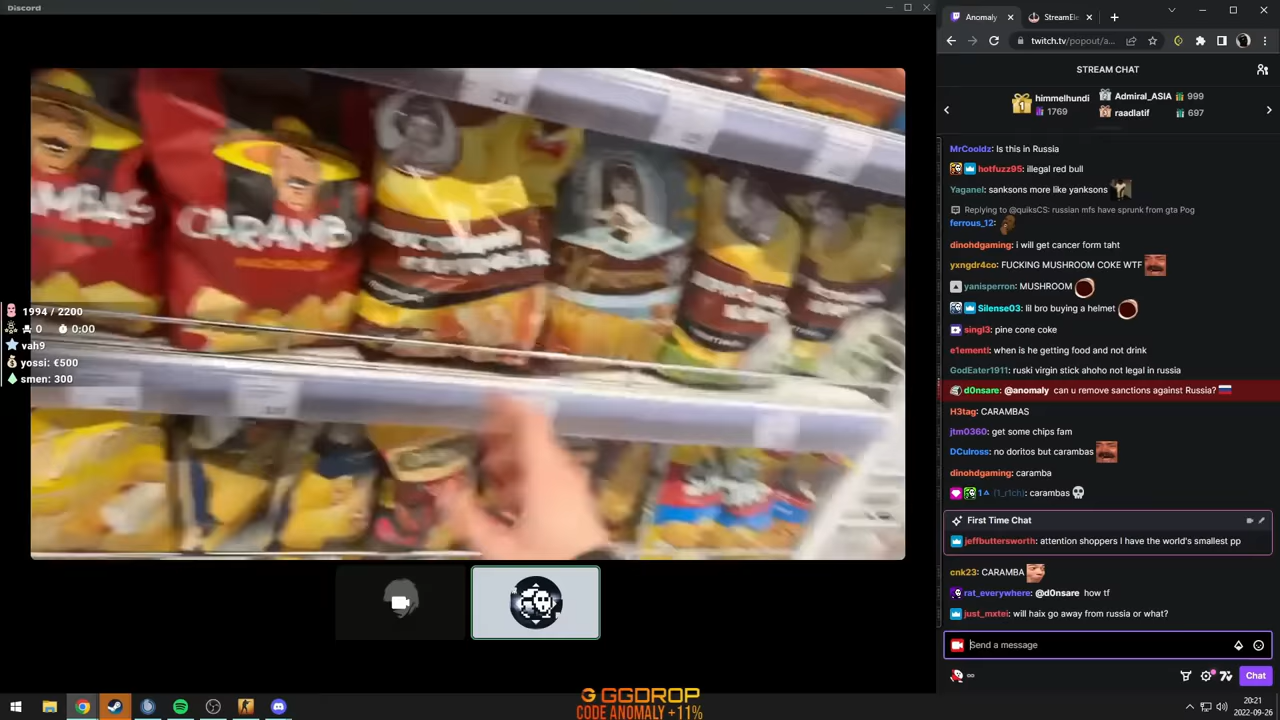 Discord
CARAMB
MBAS
1994 / 2200
0
0:00
vah9
yossi: €500
smen: 300
GGDROP
CODE ANOMALY +11%
Anomaly
StreamEle
twitch.tv/popout/a...
STREAM CHAT
himmelhundi
1769
Admiral_ASIA 999
raadlatif 697
MrCooldz: Is this in Russia
hotfuzz95: illegal red bull
Yaganel: sanksons more like yanksons
Replying to @quiksCS: russian mfs have sprunk from gta Pog
ferrous_12:
dinohdgaming: i will get cancer form taht
yxngdr4co: FUCKING MUSHROOM COKE WTF
yanisperron: MUSHROOM
Silense03: lil bro buying a helmet
singl3: pine cone coke
e1ementi: when is he getting food and not drink
GodEater1911: ruski virgin stick ahoho not legal in russia
d0nsare: @anomaly can u remove sanctions against Russia?
H3tag: CARAMBAS
jtm0360: get some chips fam
DCulross: no doritos but carambas
dinohdgaming: caramba
1 (1_r1ch): carambas
First Time Chat
jeffbuttersworth: attention shoppers I have the world's smallest pp
cnk23: CARAMBA
rat_everywhere: @d0nsare how tf
just_mxtei: will haix go away from russia or what?
Send a message
Chat
20:21
2022-09-26